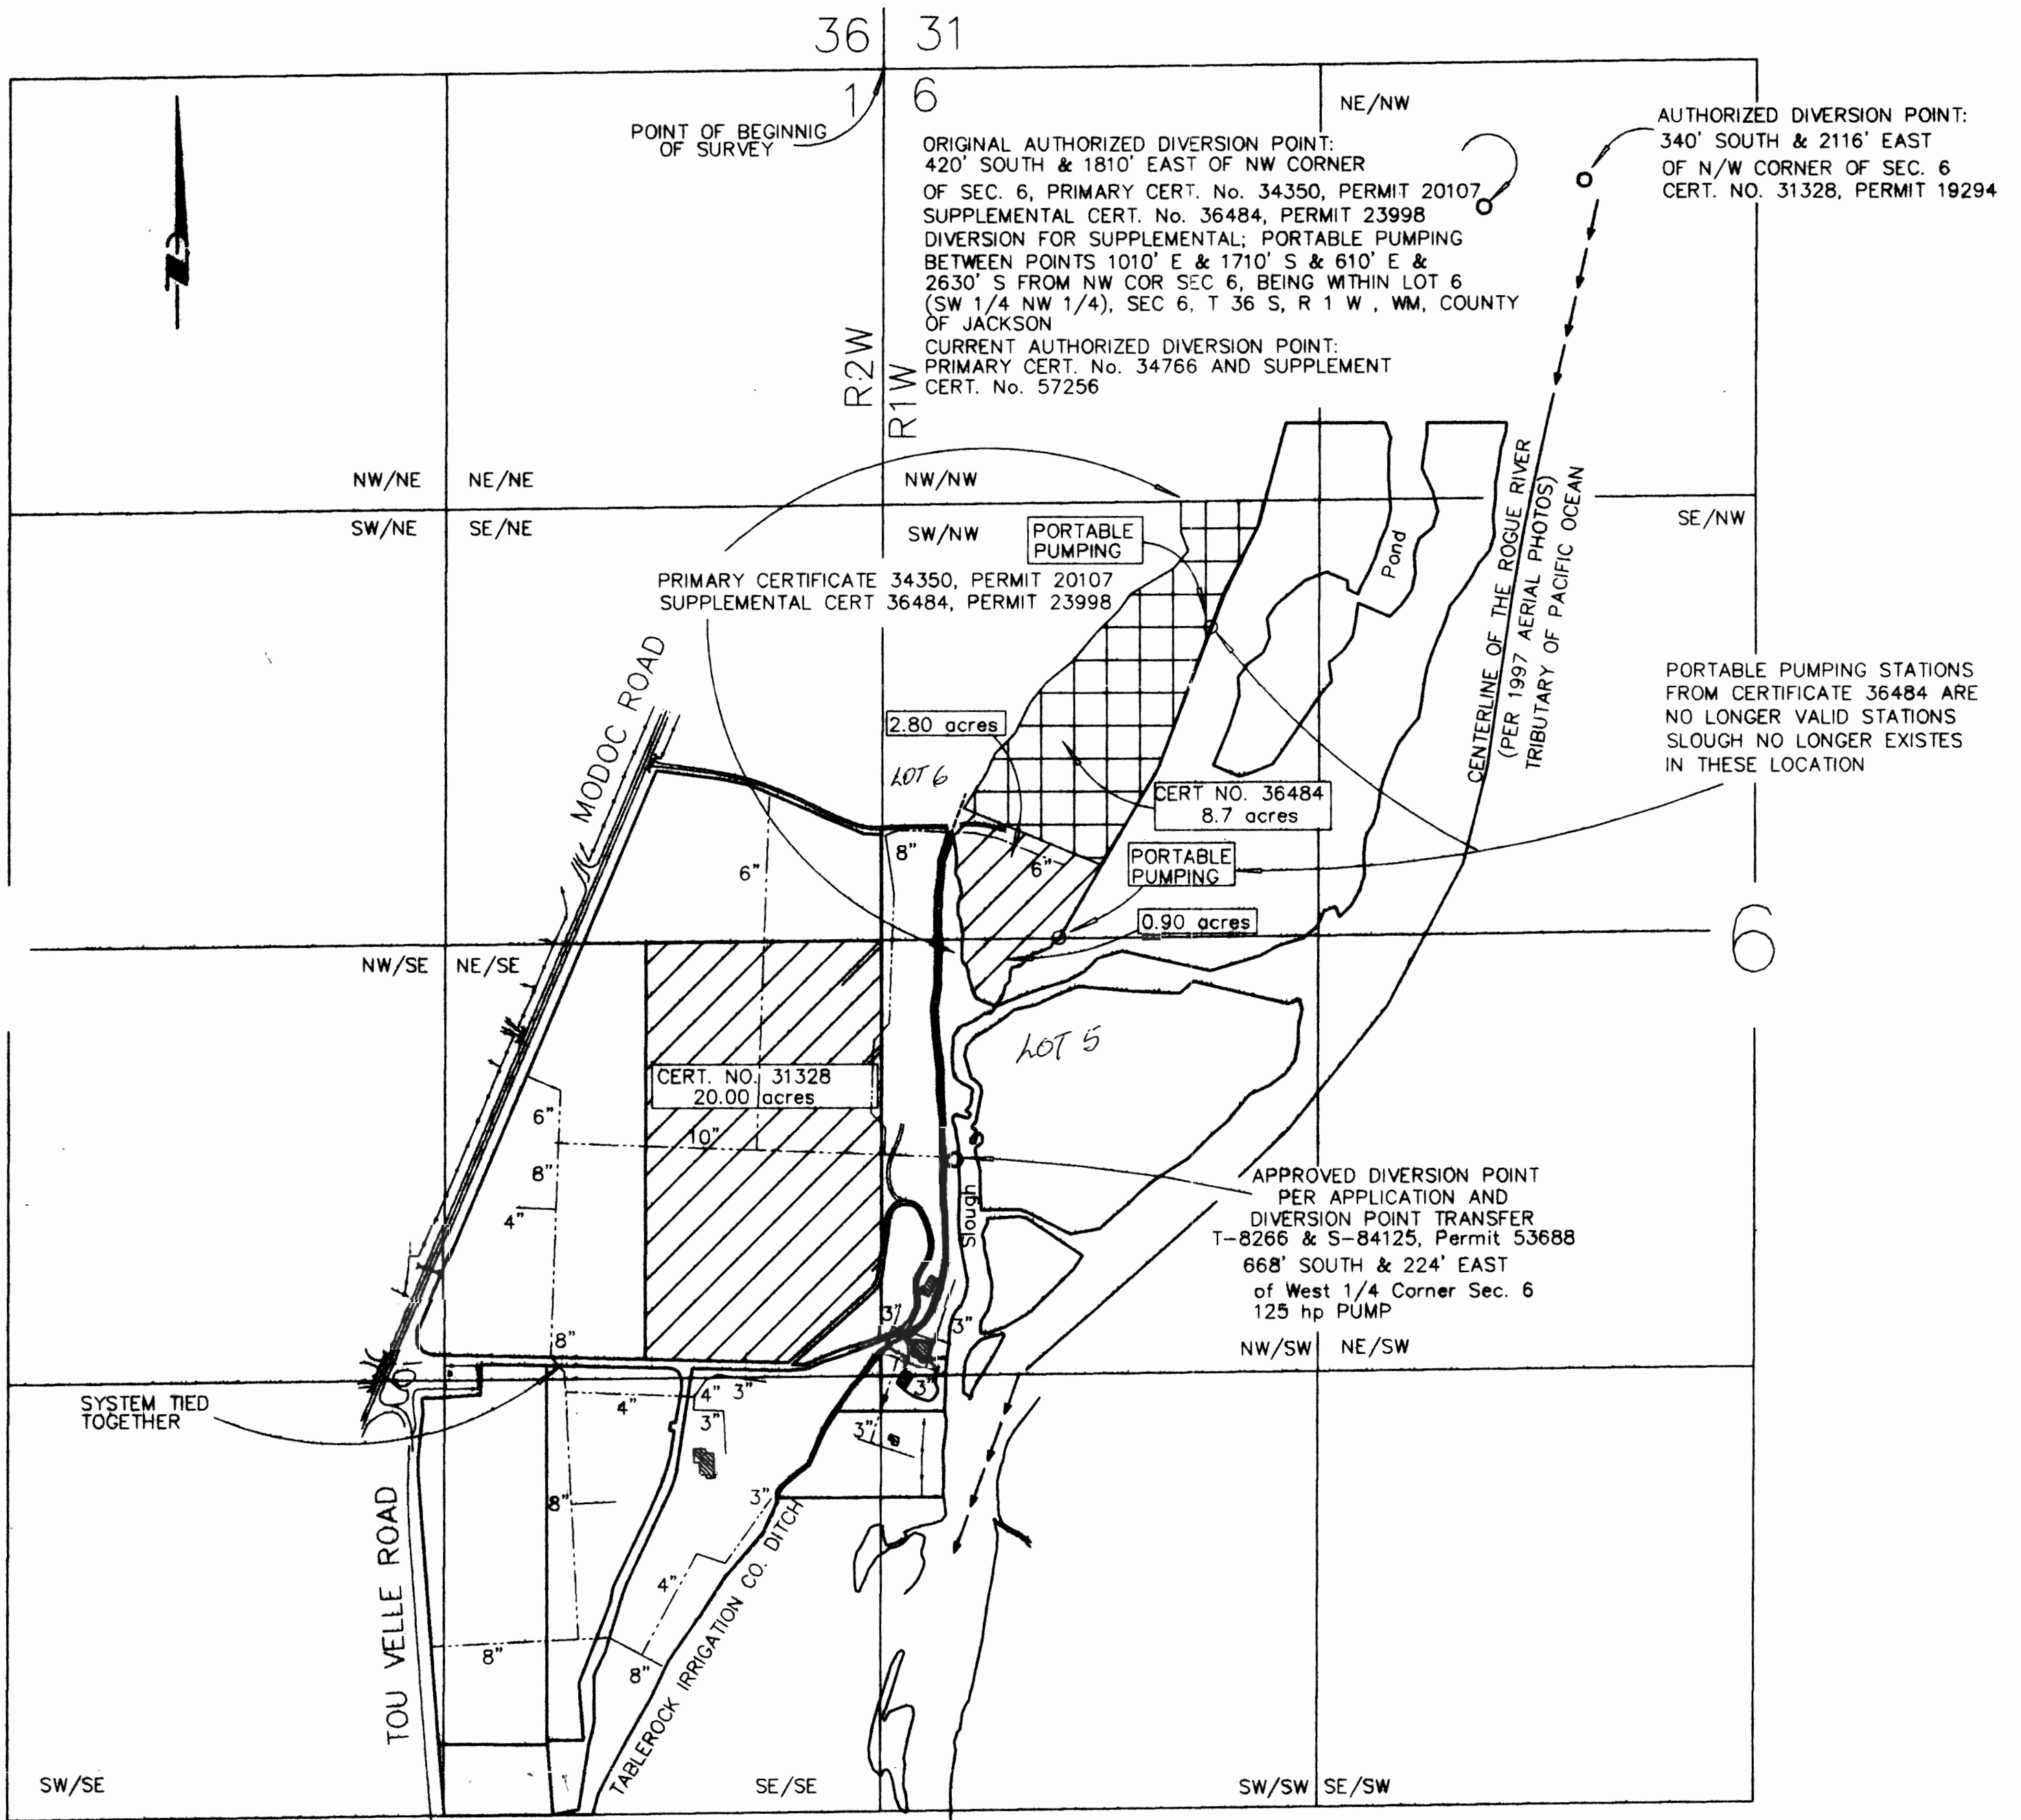 36 31
1 6
POINT OF BEGINNIG
OF SURVEY
NE/NW
AUTHORIZED DIVERSION POINT:
340' SOUTH & 2116' EAST
OF N/W CORNER OF SEC. 6
CERT. NO. 31328, PERMIT 19294
ORIGINAL AUTHORIZED DIVERSION POINT:
420' SOUTH & 1810' EAST OF NW CORNER
OF SEC. 6, PRIMARY CERT. No. 34350, PERMIT 20107
SUPPLEMENTAL CERT. No. 36484, PERMIT 23998
DIVERSION FOR SUPPLEMENTAL; PORTABLE PUMPING
BETWEEN POINTS 1010' E & 1710' S & 610' E &
2630' S FROM NW COR SEC 6, BEING WITHIN LOT 6
(SW 1/4 NW 1/4), SEC 6, T 36 S, R 1 W , WM, COUNTY
OF JACKSON
CURRENT AUTHORIZED DIVERSION POINT:
PRIMARY CERT. No. 34766 AND SUPPLEMENT
CERT. No. 57256
N
R2W
R1W
NW/NE NE/NE
NW/NW
SW/NE SE/NE
SW/NW
SE/NW
PORTABLE
PUMPING
Pond
CENTERLINE OF THE ROGUE RIVER
(PER 1997 AERIAL PHOTOS)
TRIBUTARY OF PACIFIC OCEAN
PRIMARY CERTIFICATE 34350, PERMIT 20107
SUPPLEMENTAL CERT 36484, PERMIT 23998
MODOC ROAD
PORTABLE PUMPING STATIONS
FROM CERTIFICATE 36484 ARE
NO LONGER VALID STATIONS
SLOUGH NO LONGER EXISTES
IN THESE LOCATION
2.80 acres
LOT 6
CERT NO. 36484
8.7 acres
8"
6"
6"
PORTABLE
PUMPING
0.90 acres
6
NW/SE NE/SE
LOT 5
CERT. NO. 31328
20.00 acres
6"
10"
8"
4"
Slough
APPROVED DIVERSION POINT
PER APPLICATION AND
DIVERSION POINT TRANSFER
T-8266 & S-84125, Permit 53688
668' SOUTH & 224' EAST
of West 1/4 Corner Sec. 6
125 hp PUMP
3"
3"
8"
NW/SW NE/SW
SYSTEM TIED
TOGETHER
4"
4"
3"
3"
3"
3"
8"
3"
TOU VELLE ROAD
TABLEROCK IRRIGATION CO. DITCH
4"
8"
8"
SW/SE
SE/SE
SW/SW SE/SW